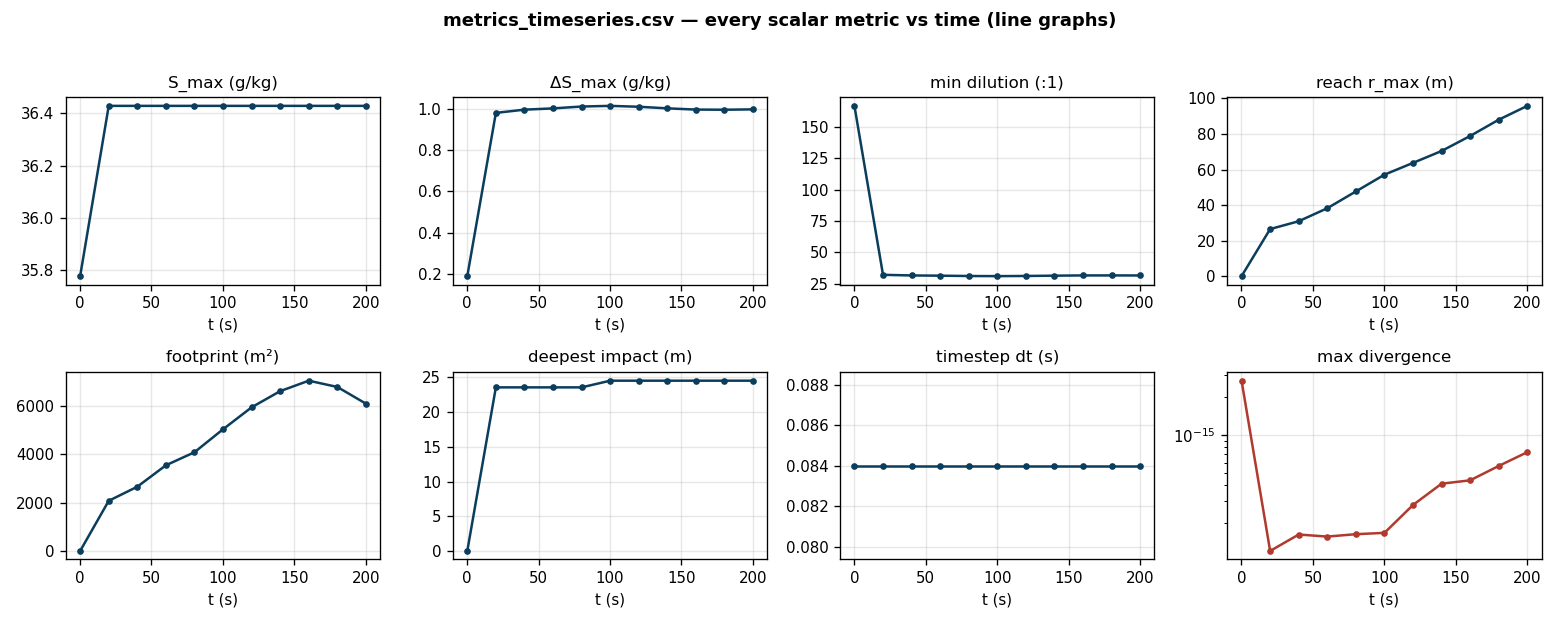 metrics_timeseries.csv — every scalar metric vs time (line graphs)
S_max (g/kg)
36.4
36.2
36.0
35.8
0 50 100 150 200
t (s)
ΔS_max (g/kg)
1.0
0.8
0.6
0.4
0.2
0 50 100 150 200
t (s)
min dilution (:1)
150
125
100
75
50
25
0 50 100 150 200
t (s)
reach r_max (m)
100
80
60
40
20
0
0 50 100 150 200
t (s)
footprint (m²)
6000
4000
2000
0
0 50 100 150 200
t (s)
deepest impact (m)
25
20
15
10
5
0
0 50 100 150 200
t (s)
timestep dt (s)
0.088
0.086
0.084
0.082
0.080
0 50 100 150 200
t (s)
max divergence
10⁻¹⁵
0 50 100 150 200
t (s)